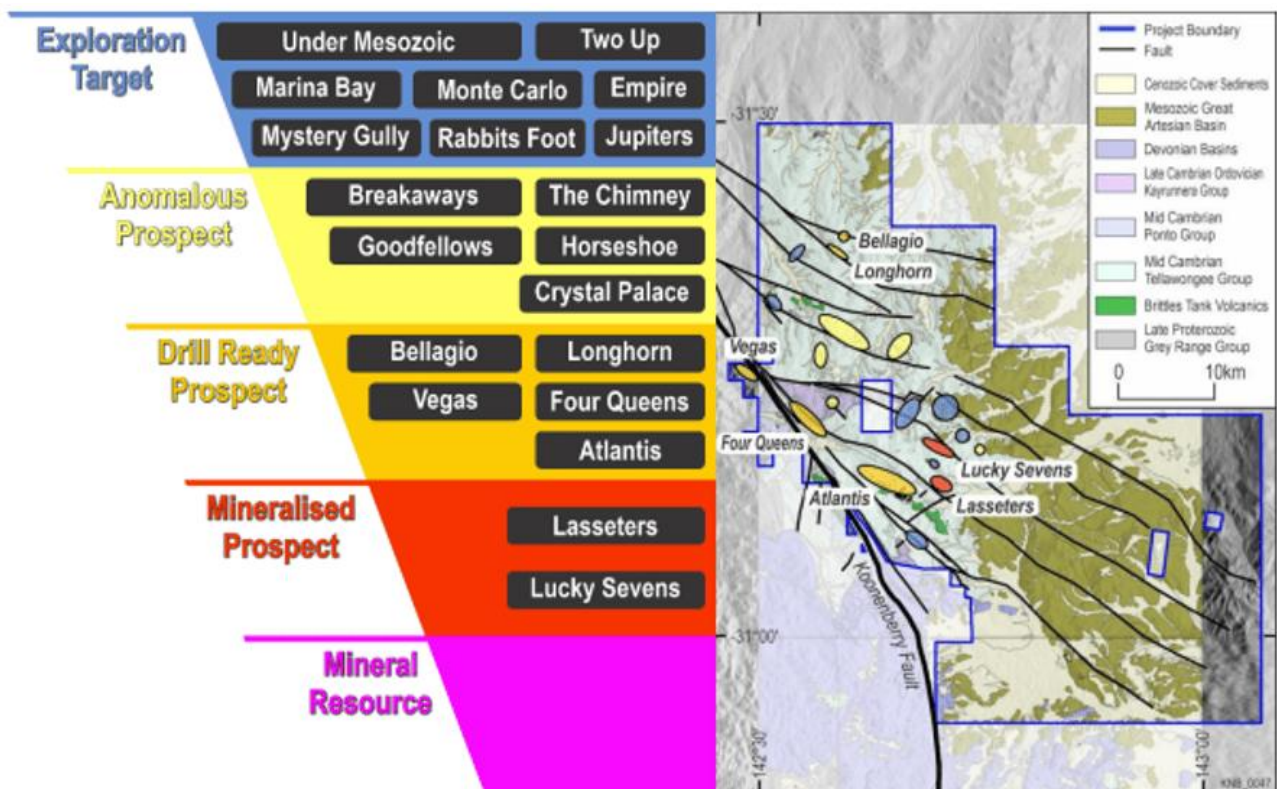 Exploration
Target
Under Mesozoic
Two Up
Marina Bay
Monte Carlo
Empire
Mystery Gully
Rabbits Foot
Jupiters
Anomalous
Prospect
Breakaways
The Chimney
Goodfellows
Horseshoe
Crystal Palace
Drill Ready
Prospect
Bellagio
Longhorn
Vegas
Four Queens
Atlantis
Mineralised
Prospect
Lasseters
Lucky Sevens
Mineral
Resource
-31°30'
-31°00'
142°30'
143°00'
Bellagio
Longhorn
Vegas
Four Queens
Lucky Sevens
Atlantis
Lasseters
Koonenberry Fault
Project Boundary
Fault
Cenozoic Cover Sediments
Mesozoic Great
Artesian Basin
Devonian Basins
Late Cambrian Ordovician
Kayrunnera Group
Mid Cambrian
Ponto Group
Mid Cambrian
Teltawongee Group
Brittles Tank Volcanics
Late Proterozoic
Grey Range Group
0
10km
KNB_0047